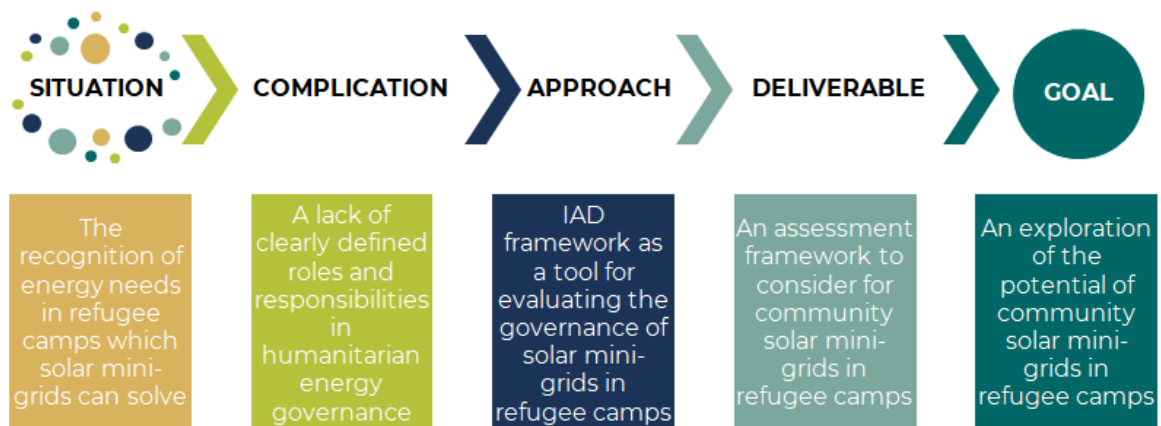 SITUATION
COMPLICATION
APPROACH
DELIVERABLE
GOAL
The
recognition of
energy needs
in refugee
camps which
solar mini-
grids can solve
A lack of
clearly defined
roles and
responsibilities
in
humanitarian
energy
governance
IAD
framework as
a tool for
evaluating the
governance of
solar mini-
grids in
refugee camps
An assessment
framework to
consider for
community
solar mini-
grids in
refugee camps
An exploration
of the
potential of
community
solar mini-
grids in
refugee camps